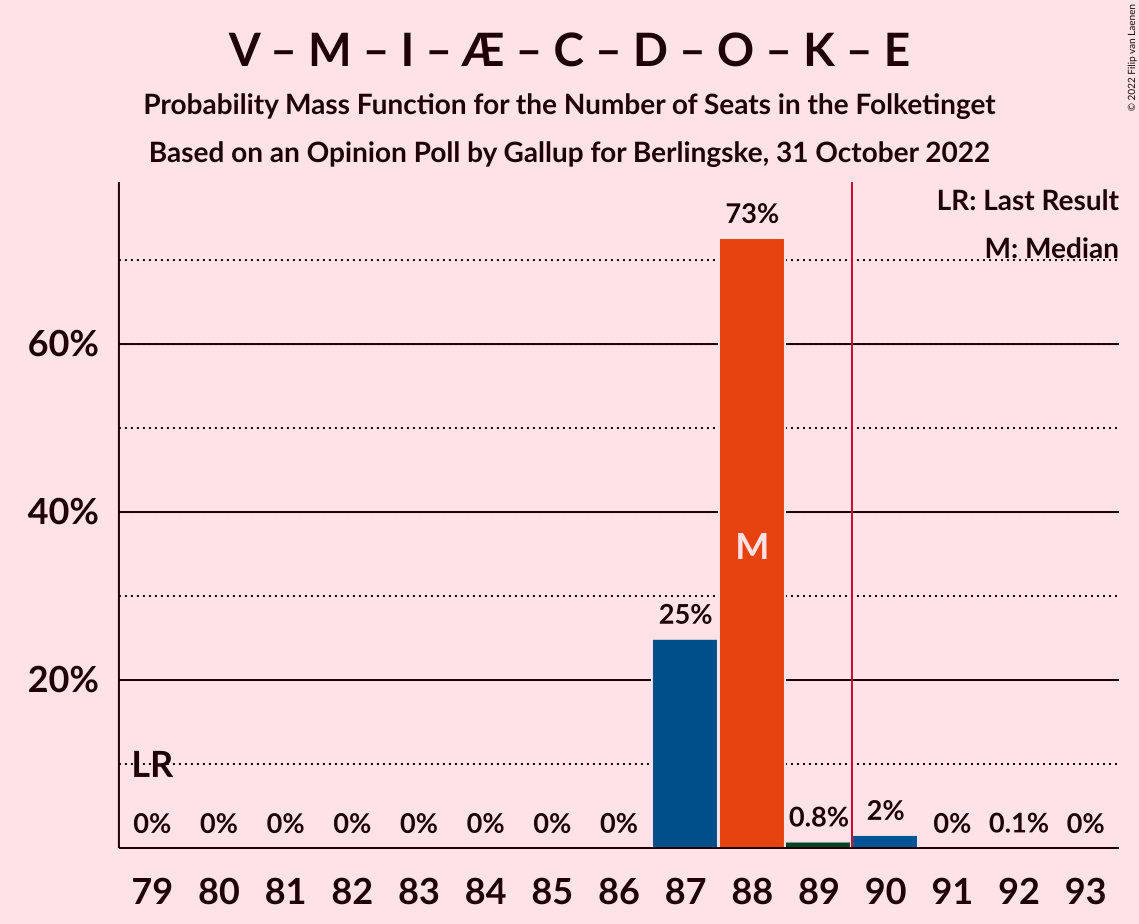 V – M – I – Æ – C – D – O – K – E
Probability Mass Function for the Number of Seats in the Folketinget
Based on an Opinion Poll by Gallup for Berlingske, 31 October 2022
© 2022 Filip van Laenen
LR: Last Result
M: Median
73%
60%
40%
M
25%
20%
LR
0% 0% 0% 0% 0% 0% 0% 0% 0.8% 2% 0% 0.1% 0%
79 80 81 82 83 84 85 86 87 88 89 90 91 92 93